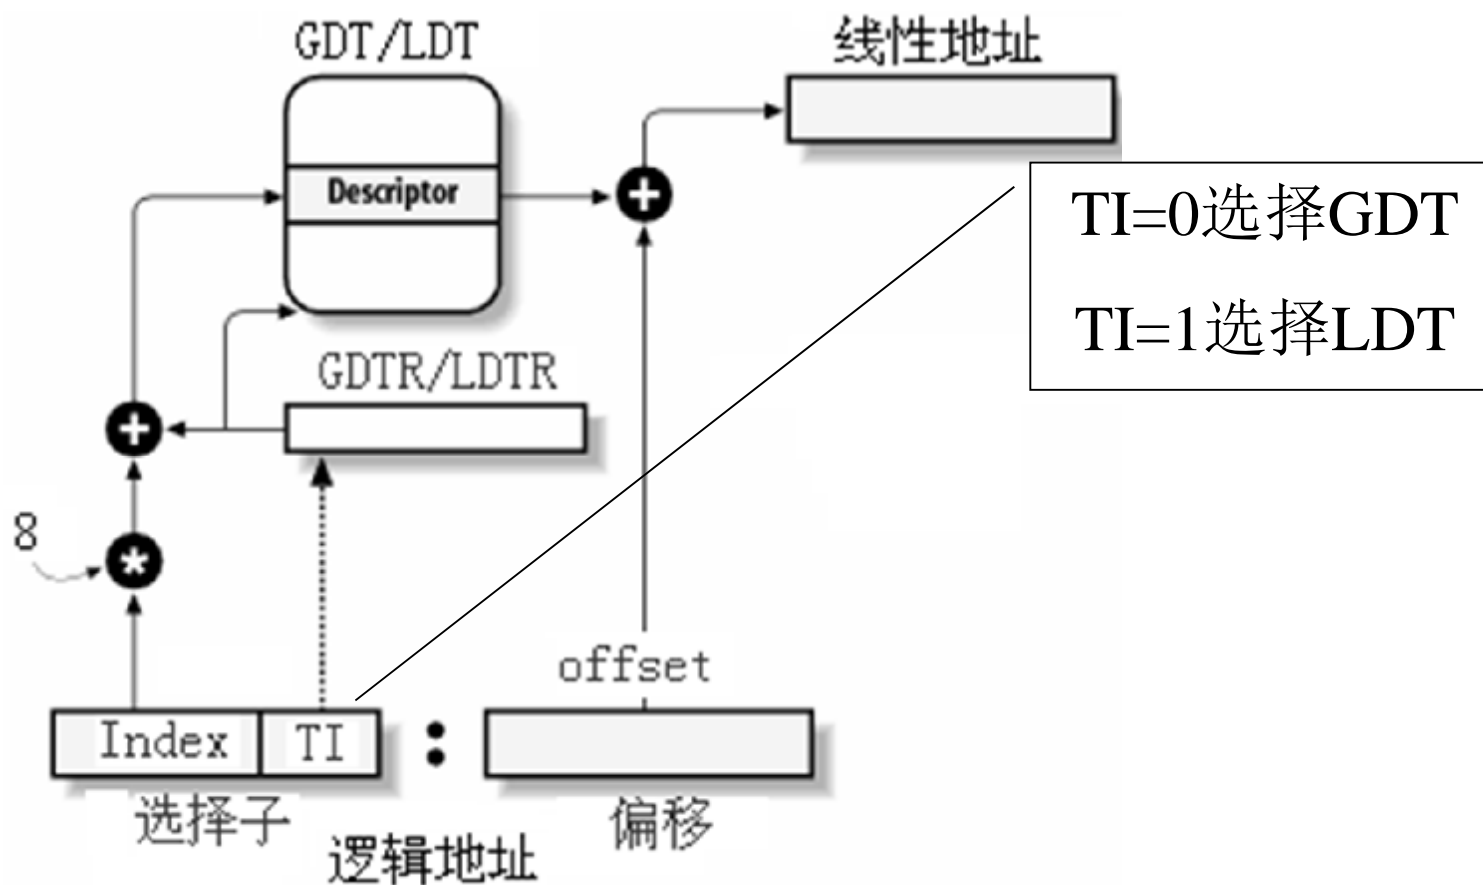 GDT/LDT
线性地址
Descriptor
TI=0选择GDT
TI=1选择LDT
GDTR/LDTR
8
offset
Index
TI
:
选择子
偏移
逻辑地址